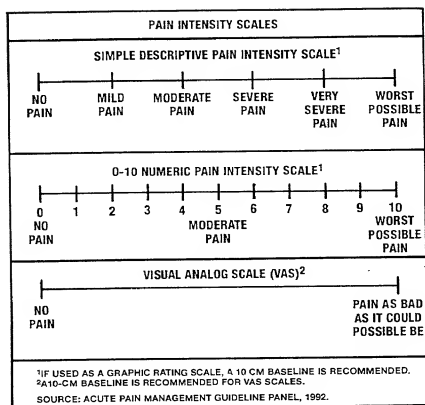 PAIN INTENSITY SCALES
SIMPLE DESCRIPTIVE PAIN INTENSITY SCALE¹
NO PAIN
MILD PAIN
MODERATE PAIN
SEVERE PAIN
VERY SEVERE PAIN
WORST POSSIBLE PAIN
0-10 NUMERIC PAIN INTENSITY SCALE¹
0 1 2 3 4 5 6 7 8 9 10
NO PAIN
MODERATE PAIN
WORST POSSIBLE PAIN
VISUAL ANALOG SCALE (VAS)²
NO PAIN
PAIN AS BAD
AS IT COULD
POSSIBLE BE
¹IF USED AS A GRAPHIC RATING SCALE, A 10 CM BASELINE IS RECOMMENDED.
²A10-CM BASELINE IS RECOMMENDED FOR VAS SCALES.
SOURCE: ACUTE PAIN MANAGEMENT GUIDELINE PANEL, 1992.